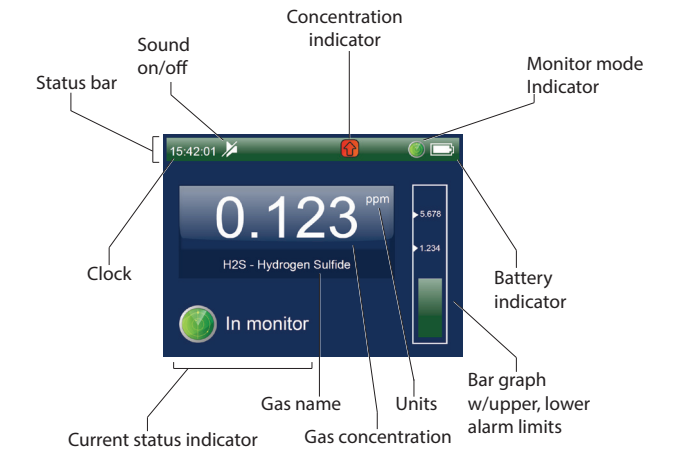 Concentration
indicator
Sound
on/off
Monitor mode
Indicator
Status bar
15:42:01
0.123 ppm
5.678
1.234
H2S - Hydrogen Sulfide
Clock
Battery
indicator
In monitor
Bar graph
w/upper, lower
alarm limits
Gas name
Units
Current status indicator
Gas concentration